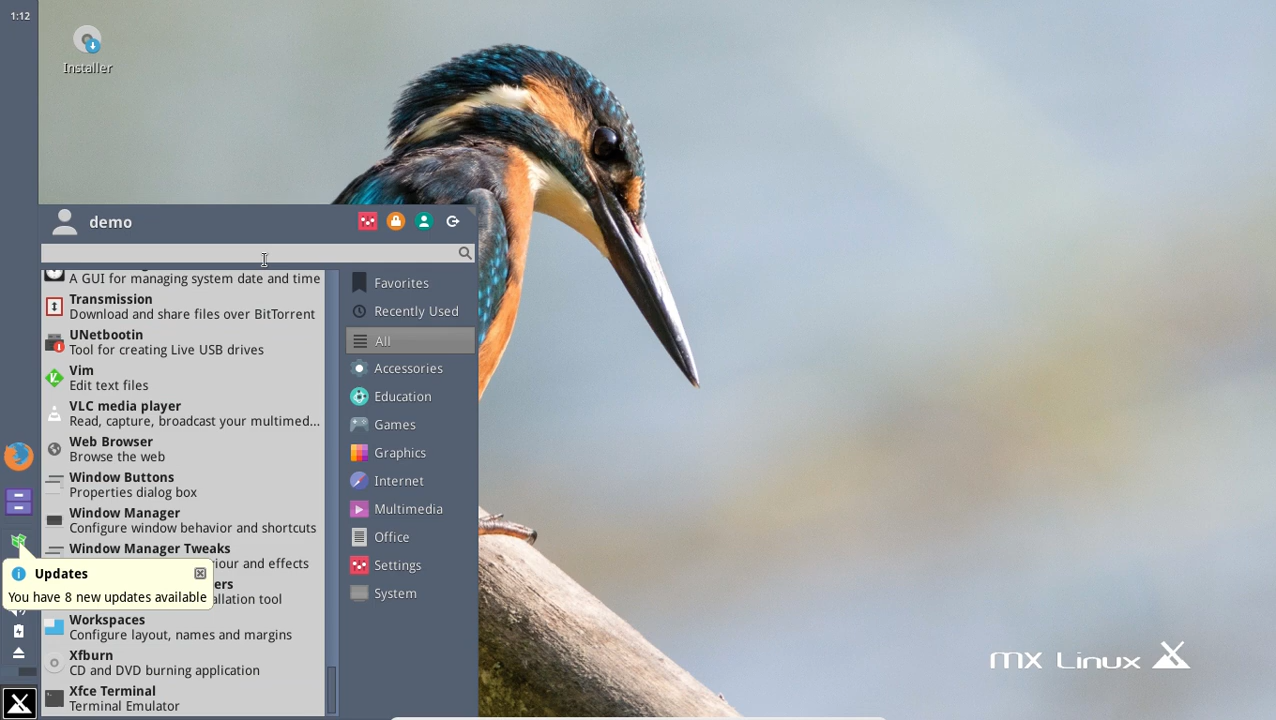 1:12
Installer
demo
A GUI for managing system date and time
Transmission
Download and share files over BitTorrent
UNetbootin
Tool for creating Live USB drives
Vim
Edit text files
VLC media player
Read, capture, broadcast your multimed...
Web Browser
Browse the web
Window Buttons
Properties dialog box
Window Manager
Configure window behavior and shortcuts
Window Manager Tweaks
iour and effects
ers
allation tool
Workspaces
Configure layout, names and margins
Xfburn
CD and DVD burning application
Xfce Terminal
Terminal Emulator
Favorites
Recently Used
All
Accessories
Education
Games
Graphics
Internet
Multimedia
Office
Settings
System
Updates
You have 8 new updates available
MX Linux